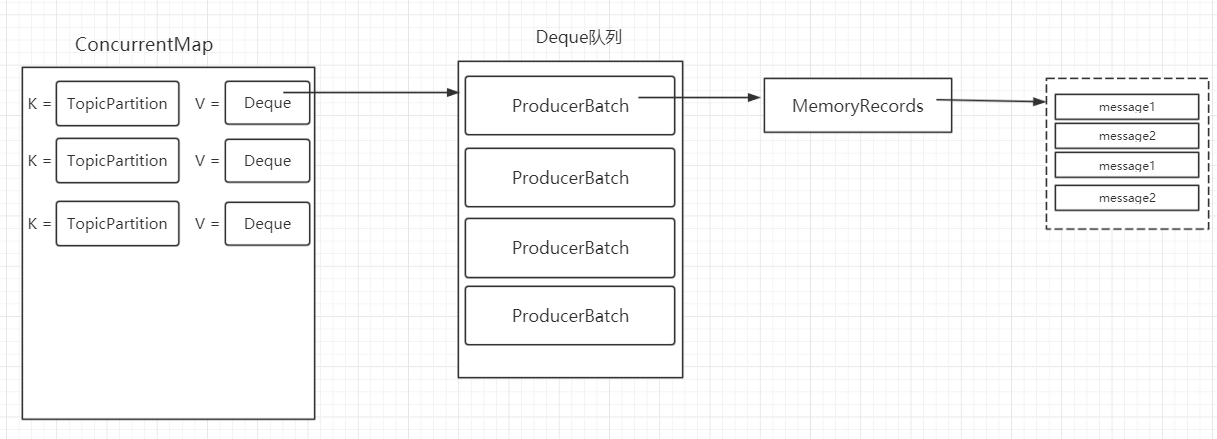 ConcurrentMap
K = TopicPartition V = Deque
K = TopicPartition V = Deque
K = TopicPartition V = Deque
Deque队列
ProducerBatch
ProducerBatch
ProducerBatch
ProducerBatch
MemoryRecords
message1
message2
message1
message2